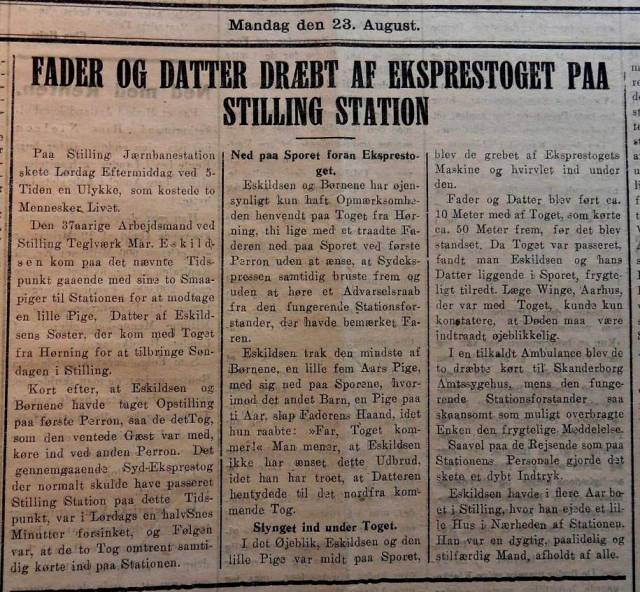 Mandag den 23. August.
FADER OG DATTER DRÆBT AF EKSPRESTOGET PAA
STILLING STATION
Paa Stilling Jærnbanestation
skete Lørdag Eftermiddag ved 5-
Tiden en Ulykke, som kostede to
Mennesker Livet.
Den 37aarige Arbejdsmand ved
Stilling Teglværk Mar. Eskild-
sen kom paa det nævnte Tids-
punkt gaaende med sine to Smaa-
piger til Stationen for at modtage
en lille Pige, Datter af Eskild-
sens Søster, der kom med Toget
fra Hørning for at tilbringe Søn-
dagen i Stilling.
Kort efter, at Eskildsen og
Børnene havde taget Opstilling
paa første Perron, saa de detTog,
som den ventede Gæst var med,
køre ind ved anden Perron. Det
gennemgaaende Syd-Eksprestog
der normalt skulde have passeret
Stilling Station paa dette Tids-
punkt, var i Lørdags en halvSnes
Minutter forsinket, og Følgen
var, at de to Tog omtrent samti-
dig kørte ind paa Stationen.
Ned paa Sporet foran Ekspresto-
get.
Eskildsen og Børnene har øjen-
synligt kun haft Opmærksomhe-
den henvendt paa Toget fra Hør-
ning, thi lige med et traadte Fa-
deren ned paa Sporet ved første
Perron uden at ænse, at Sydeks-
pressen samtidig bruste frem og
uden at høre et Advarselsraab
fra den fungerende Stationsfor-
stander, der havde bemærket Fa-
ren.
Eskildsen trak den mindste af
Børnene, en lille fem Aars Pige,
med sig ned paa Sporene, hvor-
imod det andet Barn, en Pige paa
ti Aar, slap Faderens Haand, idet
hun raabte: »Far, Toget kom-
mer!« Man mener, at Eskildsen
ikke har ænset dette Udbrud,
idet han har troet, at Datteren
hentydede til det nordfra kom-
mende Tog.
Slynget ind under Toget.
I det Øjeblik, Eskildsen og den
lille Pige var midt paa Sporet,
blev de grebet af Eksprestogets
Maskine og hvirvlet ind under
den.
Fader og Datter blev ført ca.
10 Meter med af Toget, som kørte
ca. 50 Meter frem, før det blev
standset. Da Toget var passeret,
fandt man Eskildsen og hans
Datter liggende i Sporet, frygte-
ligt tilredt. Læge Winge, Aarhus,
der var med Toget, kunde kun
konstatere, at Døden maa være
indtraadt øjeblikkelig.
I en tilkaldt Ambulance blev de
to dræbte kørt til Skanderborg
Amtssygehus, mens den funge-
rende Stationsforstander saa
skaansomt som muligt overbragte
Enken den frygtelige Meddelelse.
Saavel paa de Rejsende som paa
Stationens Personale gjorde det
skete et dybt Indtryk.
Eskildsen havde i flere Aar bo-
et i Stilling, hvor han ejede et lil-
le Hus i Nærheden af Stationen.
Han var en dygtig, paalidelig og
stilfærdig Mand, afholdt af alle.